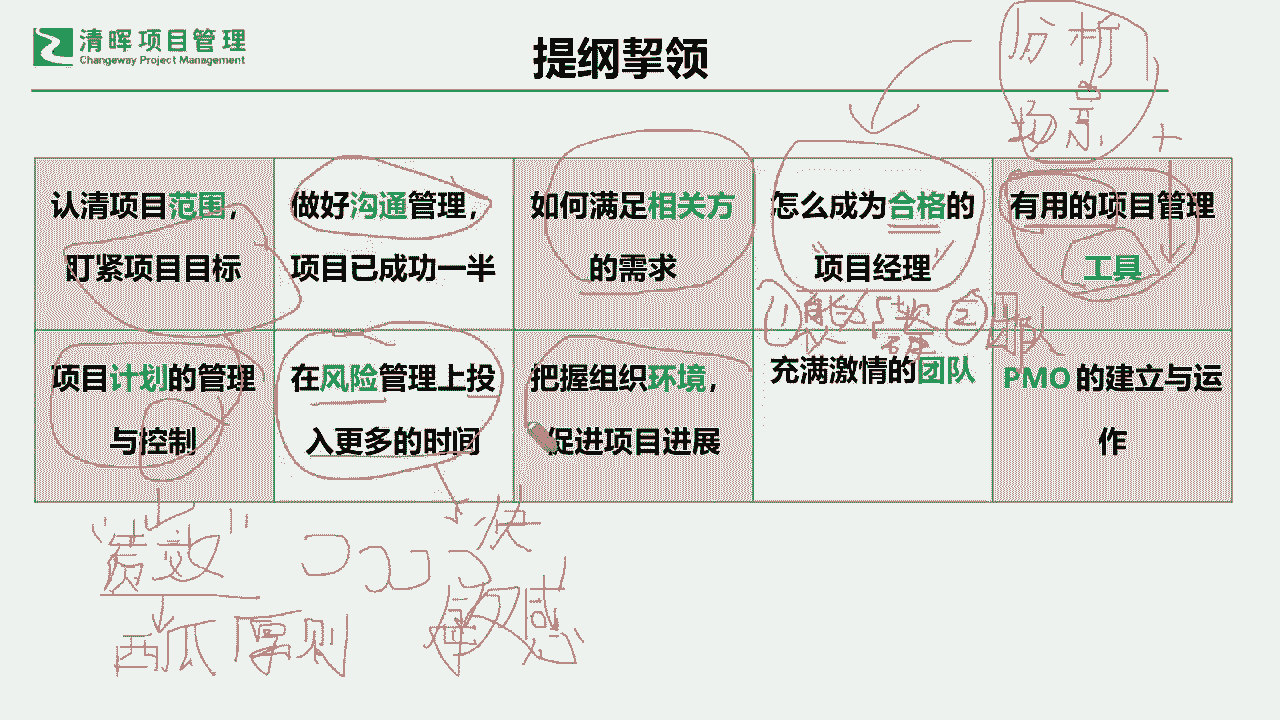 清晖项目管理
Changeway Project Management
提纲挈领
分析
场景
认清项目范围，
盯紧项目目标
做好沟通管理，
项目已成功一半
如何满足相关方
的需求
怎么成为合格的
项目经理
有用的项目管理
工具
① ②
项目计划的管理
与控制
在风险管理上投
入更多的时间
把握组织环境，
促进项目进展
充满激情的团队
PMO 的建立与运
作
快
敏感
西瓜原则